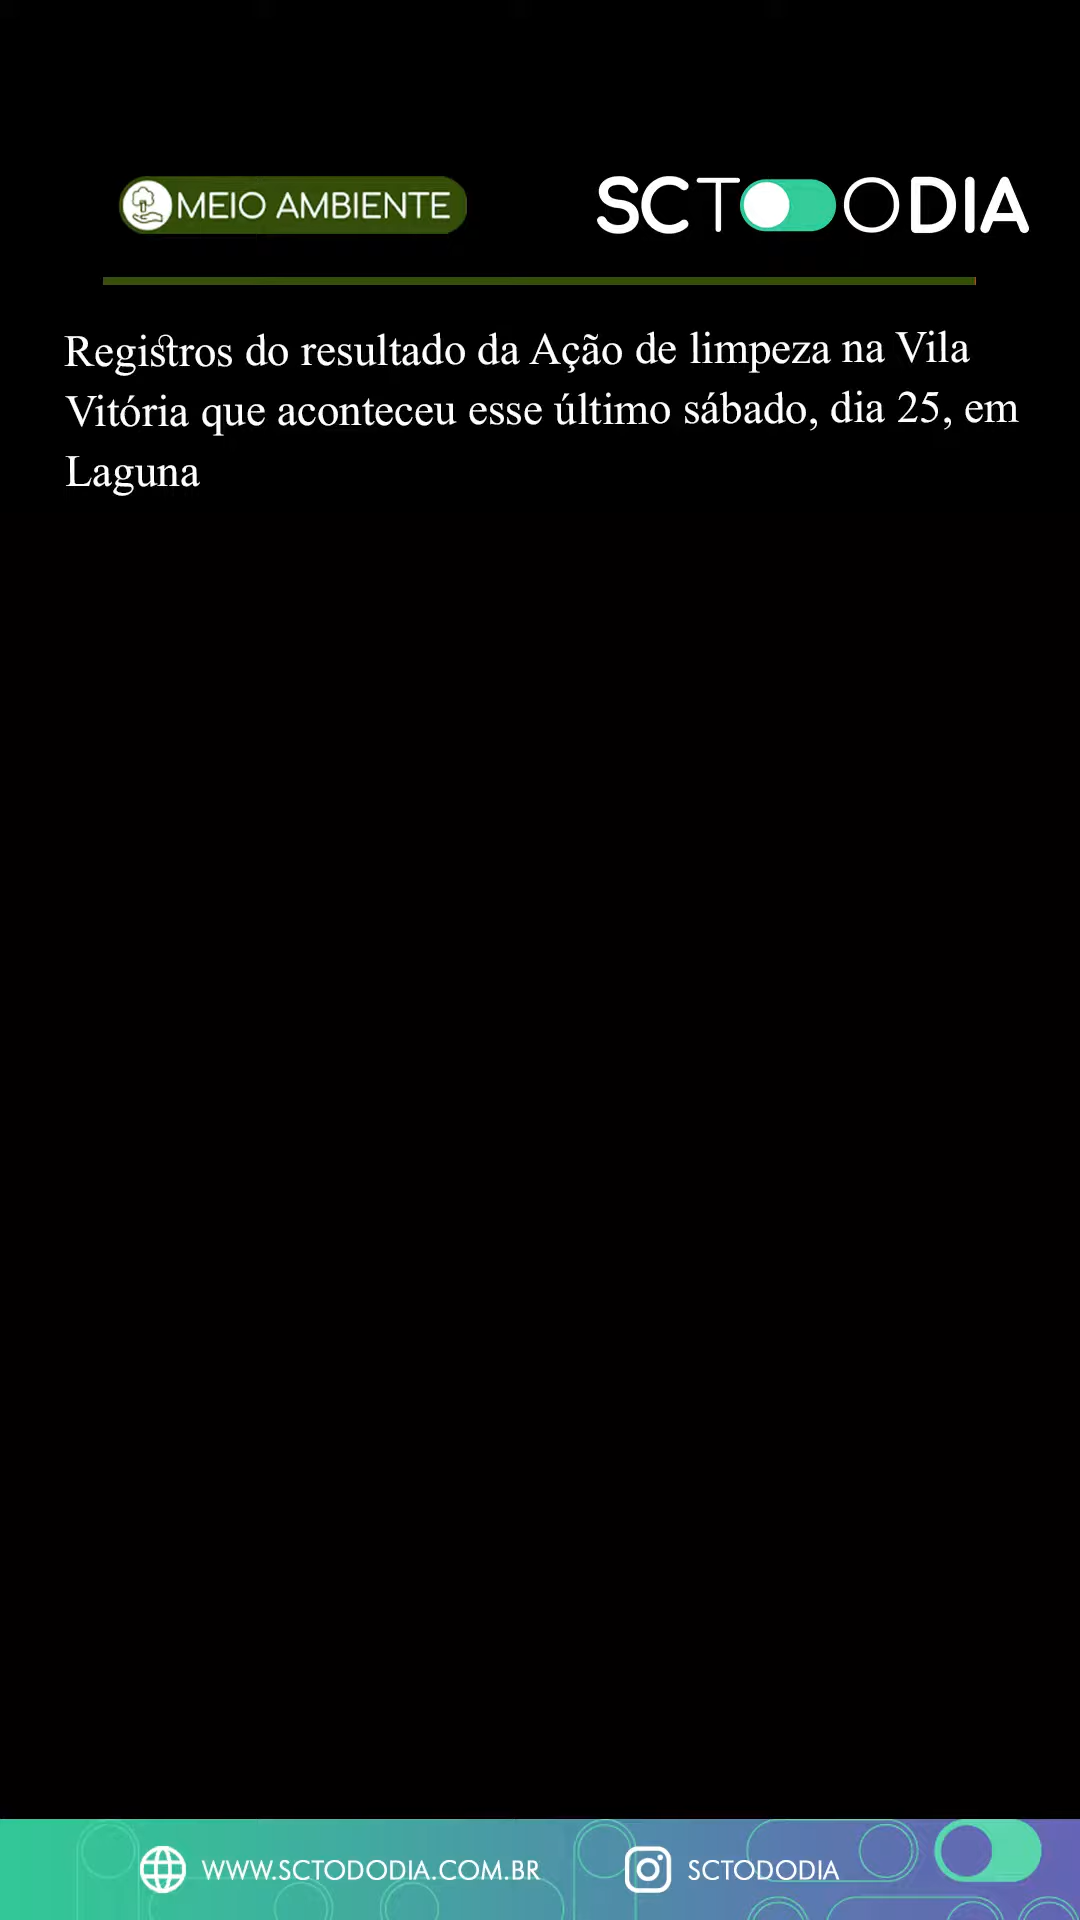 MEIO AMBIENTE
SCTODODIA
Registros do resultado da Ação de limpeza na Vila
Vitória que aconteceu esse último sábado, dia 25, em
Laguna
WWW.SCTODODIA.COM.BR
SCTODODIA